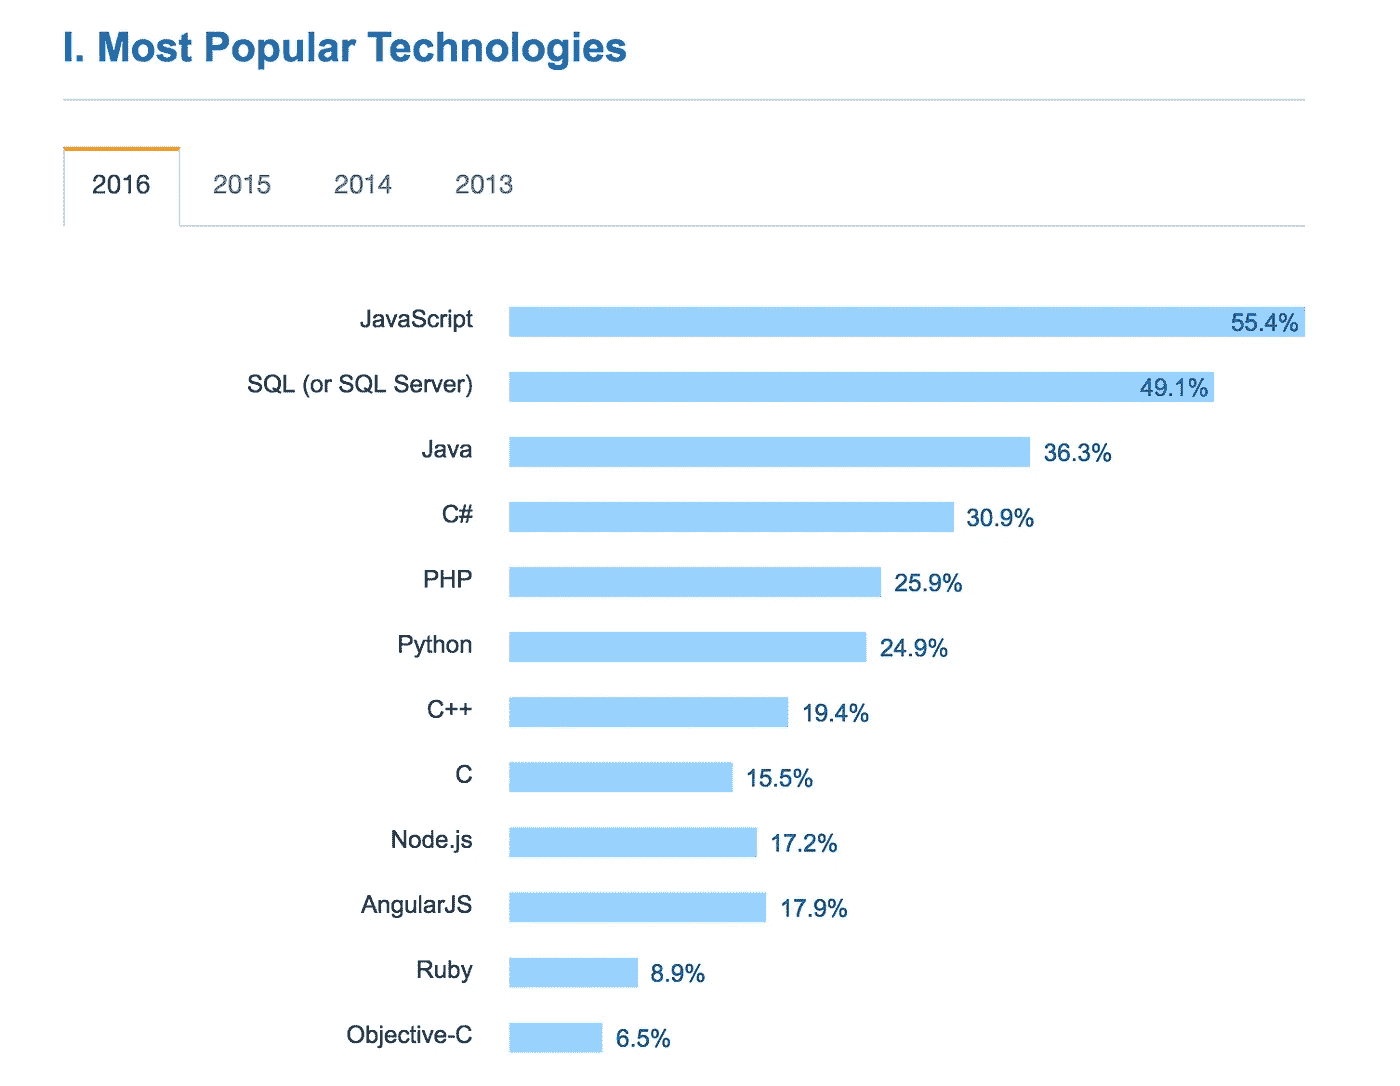 I. Most Popular Technologies
2016 2015 2014 2013
JavaScript 55.4%
SQL (or SQL Server) 49.1%
Java 36.3%
C# 30.9%
PHP 25.9%
Python 24.9%
C++ 19.4%
C 15.5%
Node.js 17.2%
AngularJS 17.9%
Ruby 8.9%
Objective-C 6.5%